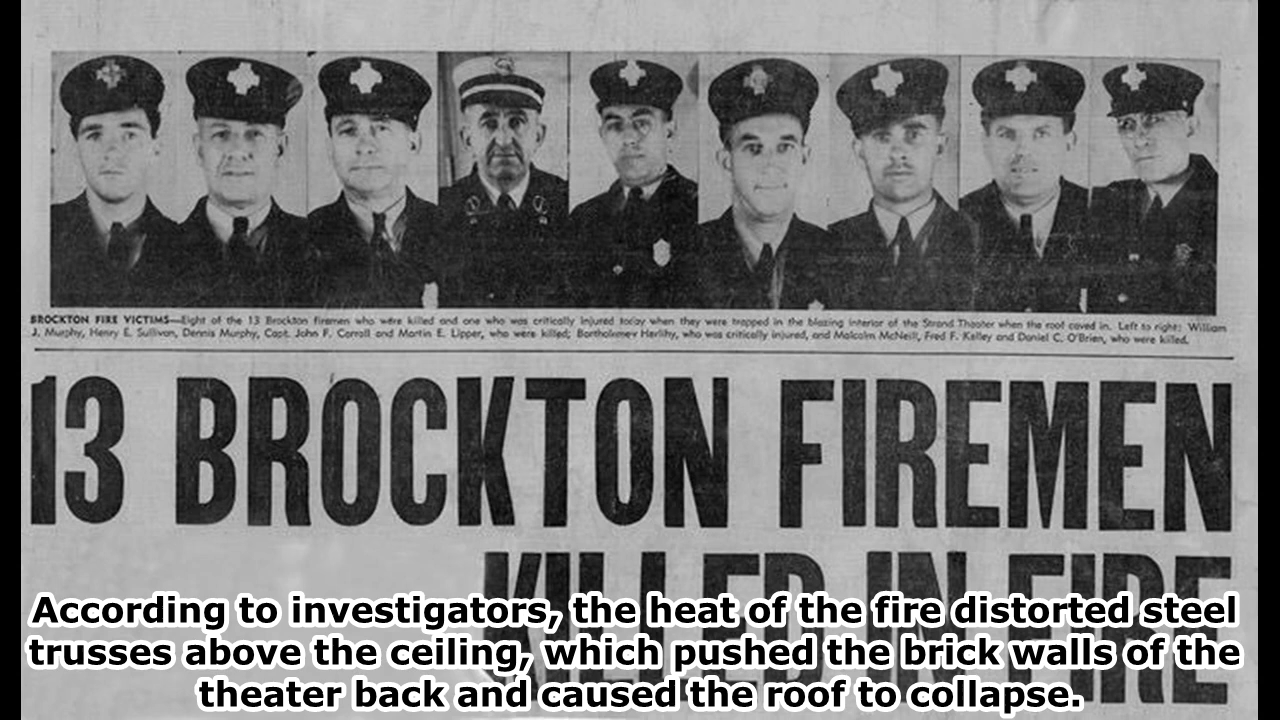 BROCKTON FIRE VICTIMS—Eight of the 13 Brockton firemen who were killed and one who was critically injured today when they were trapped in the blazing interior of the Strand Theater when the roof caved in. Left to right: William
J. Murphy, Henry E. Sullivan, Dennis Murphy, Capt. John F. Carroll and Martin E. Lipper, who were killed; Bartholomew Herlihy, who was critically injured, and Malcolm McNeill, Fred F. Kelley and Daniel C. O'Brien, who were killed.
13 BROCKTON FIREMEN
KILLED IN FIRE
According to investigators, the heat of the fire distorted steel
trusses above the ceiling, which pushed the brick walls of the
theater back and caused the roof to collapse.